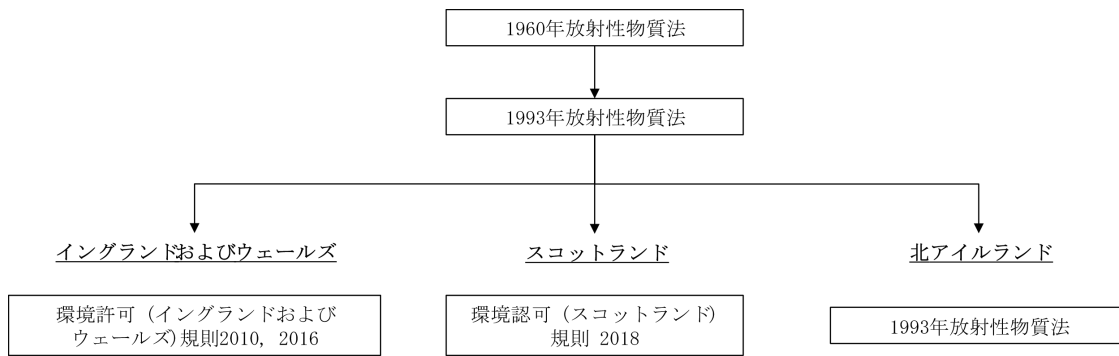 1960年放射性物質法
1993年放射性物質法
イングランドおよびウェールズ
スコットランド
北アイルランド
環境許可（イングランドおよび
ウェールズ)規則2010, 2016
環境認可（スコットランド）
規則 2018
1993年放射性物質法